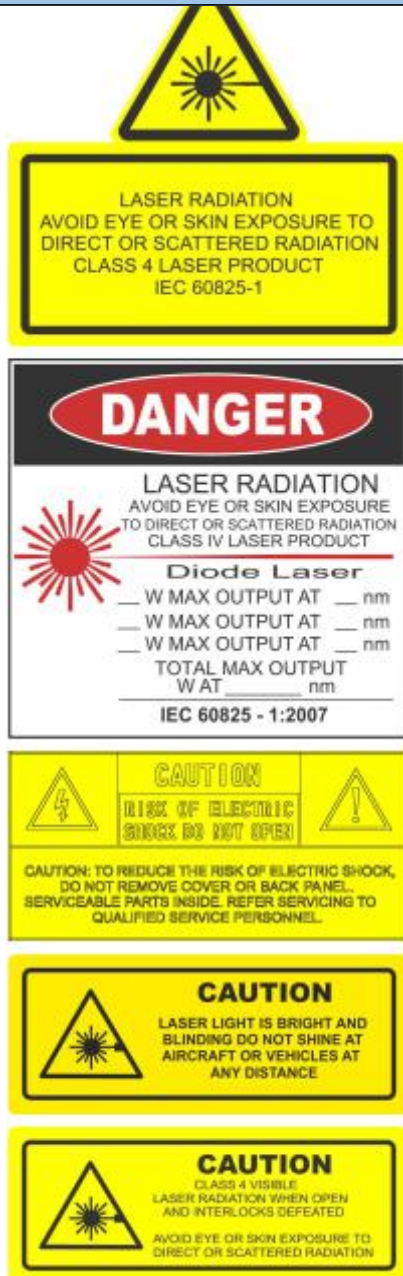 LASER RADIATION
AVOID EYE OR SKIN EXPOSURE TO
DIRECT OR SCATTERED RADIATION
CLASS 4 LASER PRODUCT
IEC 60825-1
DANGER
LASER RADIATION
AVOID EYE OR SKIN EXPOSURE
TO DIRECT OR SCATTERED RADIATION
CLASS IV LASER PRODUCT
Diode Laser
__ W MAX OUTPUT AT __ nm
__ W MAX OUTPUT AT __ nm
__ W MAX OUTPUT AT __ nm
TOTAL MAX OUTPUT
W AT_______ nm
IEC 60825 - 1:2007
CAUTION
RISK OF ELECTRIC
SHOCK DO NOT OPEN
CAUTION: TO REDUCE THE RISK OF ELECTRIC SHOCK,
DO NOT REMOVE COVER OR BACK PANEL.
SERVICEABLE PARTS INSIDE. REFER SERVICING TO
QUALIFIED SERVICE PERSONNEL.
CAUTION
LASER LIGHT IS BRIGHT AND
BLINDING DO NOT SHINE AT
AIRCRAFT OR VEHICLES AT
ANY DISTANCE
CAUTION
CLASS 4 VISIBLE
LASER RADIATION WHEN OPEN
AND INTERLOCKS DEFEATED
AVOID EYE OR SKIN EXPOSURE TO
DIRECT OR SCATTERED RADIATION